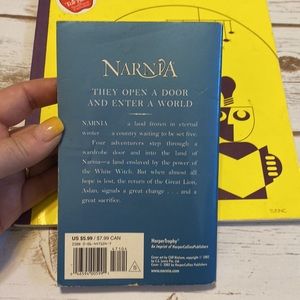 NARNIA
THEY OPEN A DOOR
AND ENTER A WORLD
NARNIA . . . a land frozen in eternal
winter . . . a country waiting to be set free.
Four adventurers step through a
wardrobe door and into the land of
Narnia—a land enslaved by the power of
the White Witch. But when almost all
hope is lost, the return of the Great Lion,
Aslan, signals a great change . . . and a
great sacrifice.
US $5.99 / $7.99 CAN
HarperTrophy
An Imprint of HarperCollinsPublishers
www.narnia.com